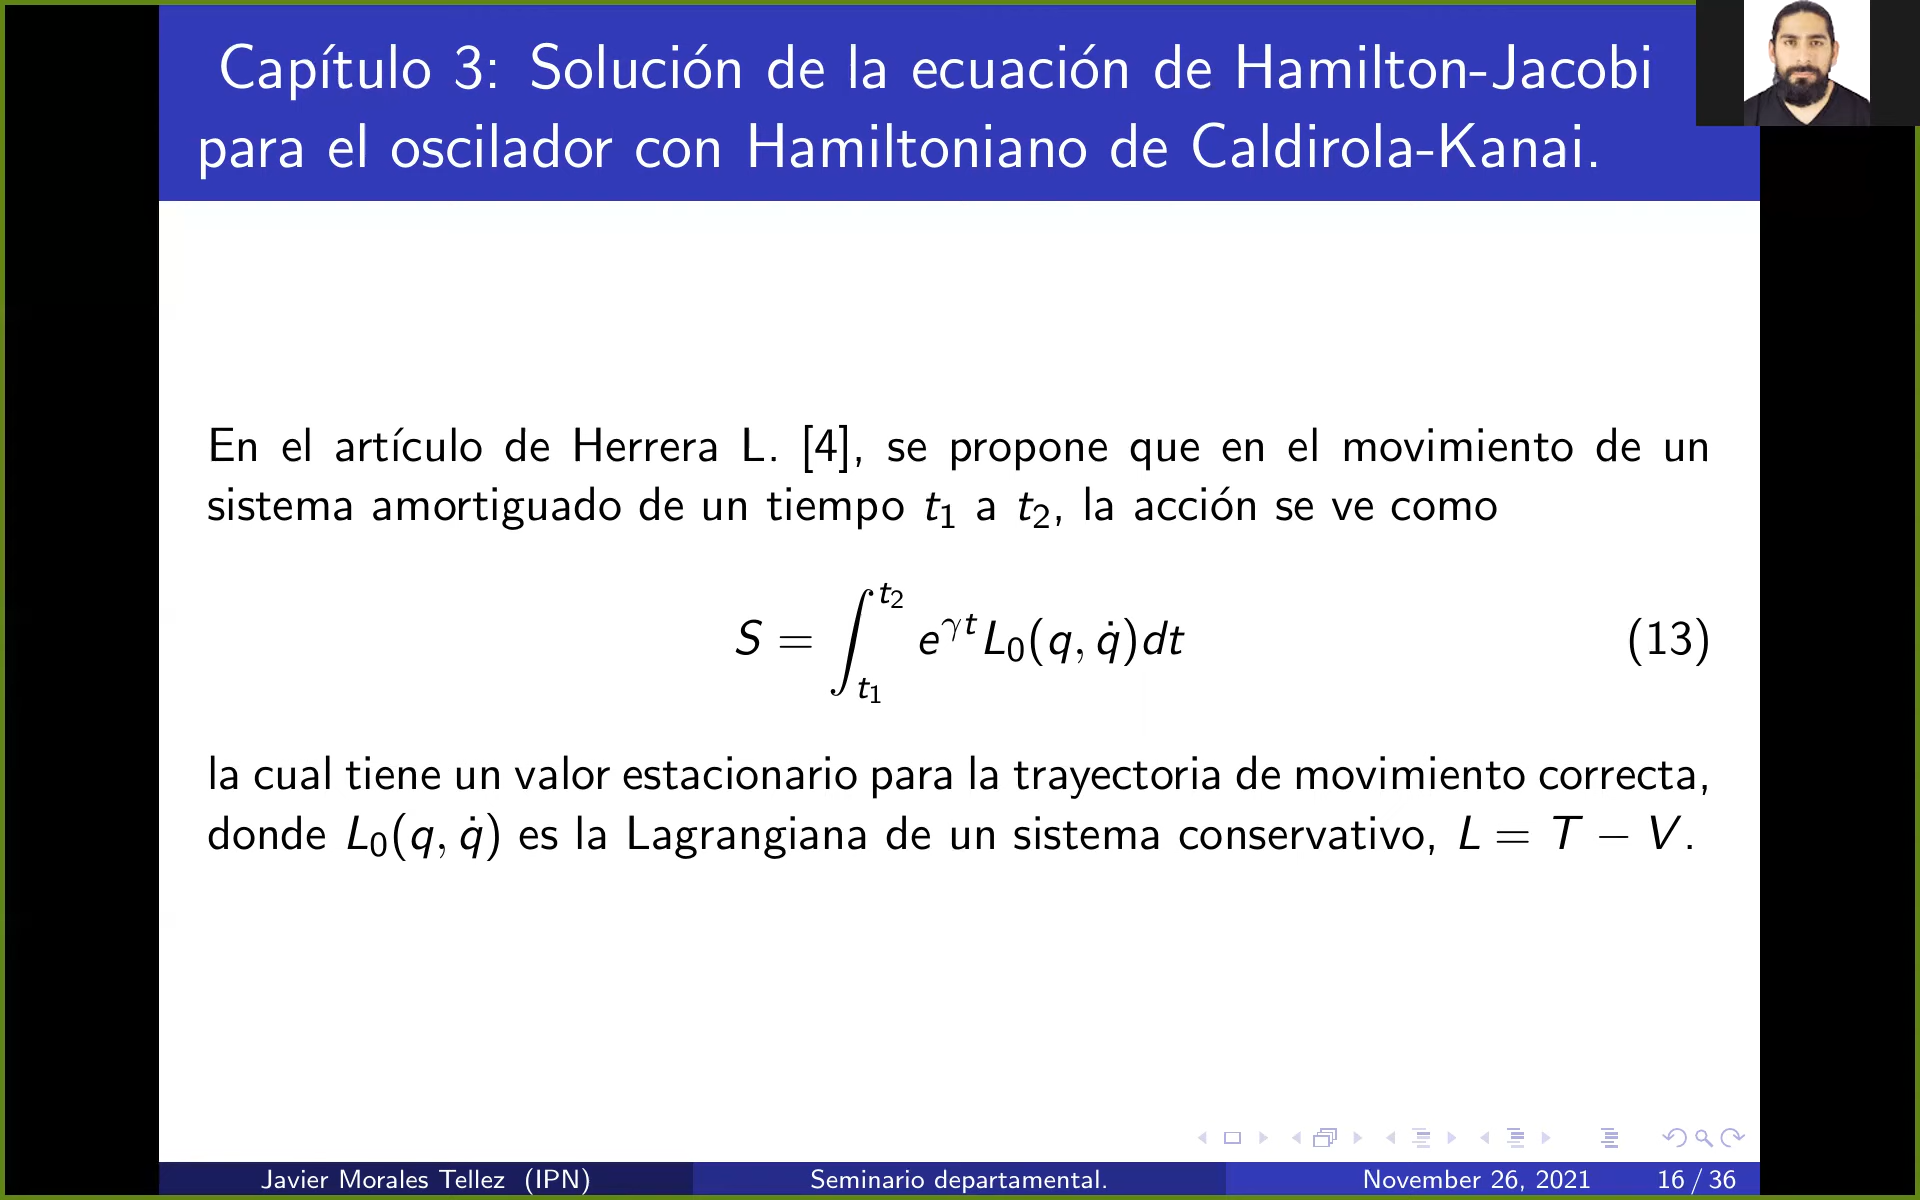 Capítulo 3: Solución de la ecuación de Hamilton-Jacobi
para el oscilador con Hamiltoniano de Caldirola-Kanai.
En el artículo de Herrera L. [4], se propone que en el movimiento de un
sistema amortiguado de un tiempo t₁ a t₂, la acción se ve como
S = ∫_{t₁}^{t₂} e^{γt} L₀(q, q̇)dt (13)
la cual tiene un valor estacionario para la trayectoria de movimiento correcta,
donde L₀(q, q̇) es la Lagrangiana de un sistema conservativo, L = T − V.
Javier Morales Tellez (IPN) Seminario departamental. November 26, 2021 16 / 36